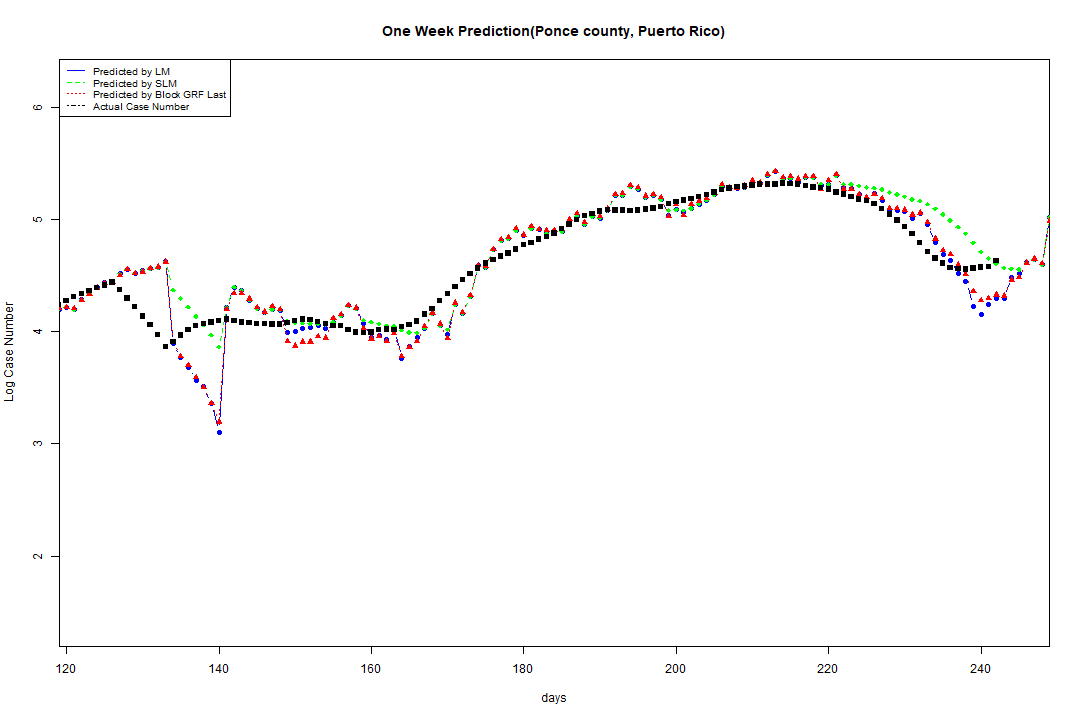 One Week Prediction(Ponce county, Puerto Rico)
Predicted by LM
Predicted by SLM
Predicted by Block GRF Last
Actual Case Number
6
5
4
3
2
Log Case Number
120 140 160 180 200 220 240
days